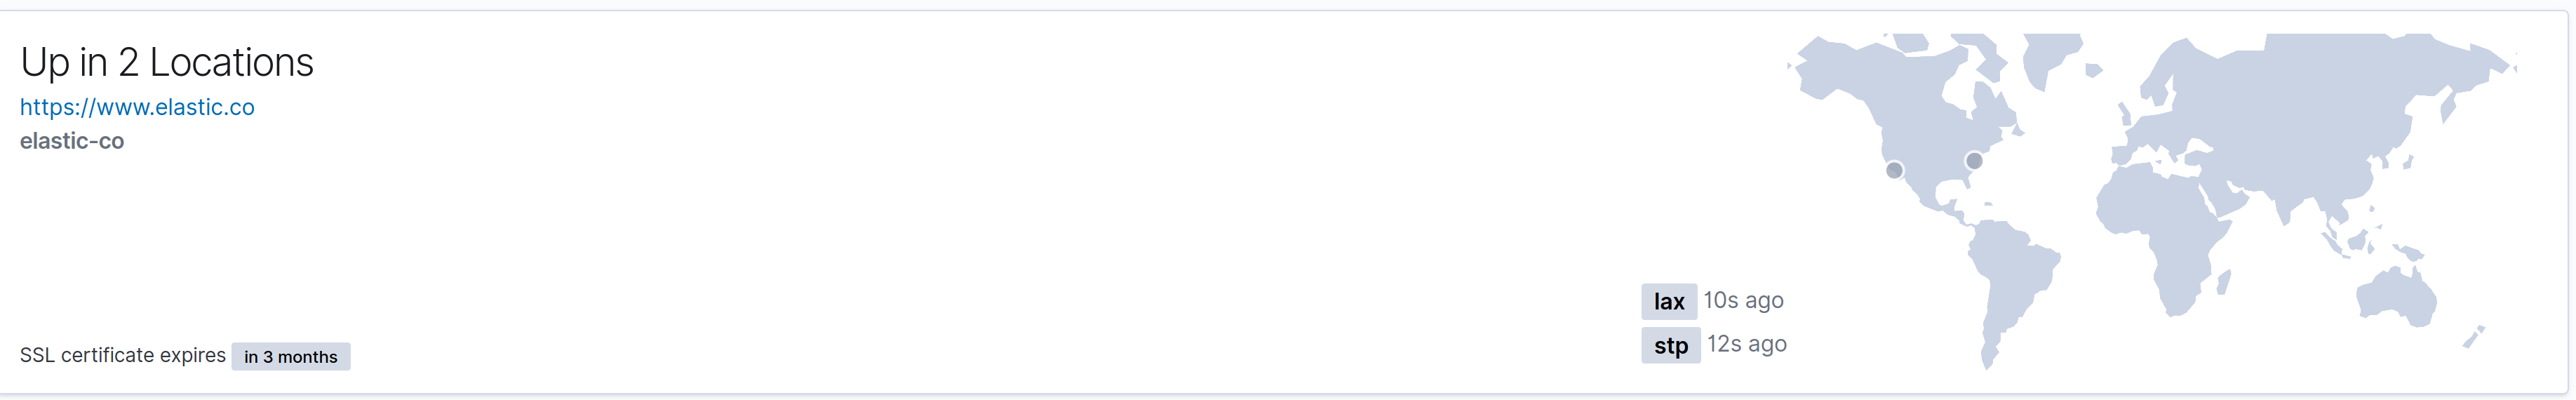 Up in 2 Locations
https://www.elastic.co
elastic-co
SSL certificate expires in 3 months
lax 10s ago
stp 12s ago